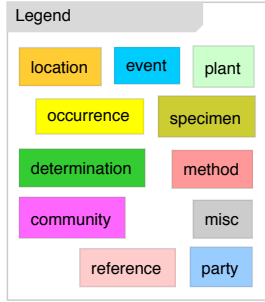 Legend
location
event
plant
occurrence
specimen
determination
method
community
misc
reference
party